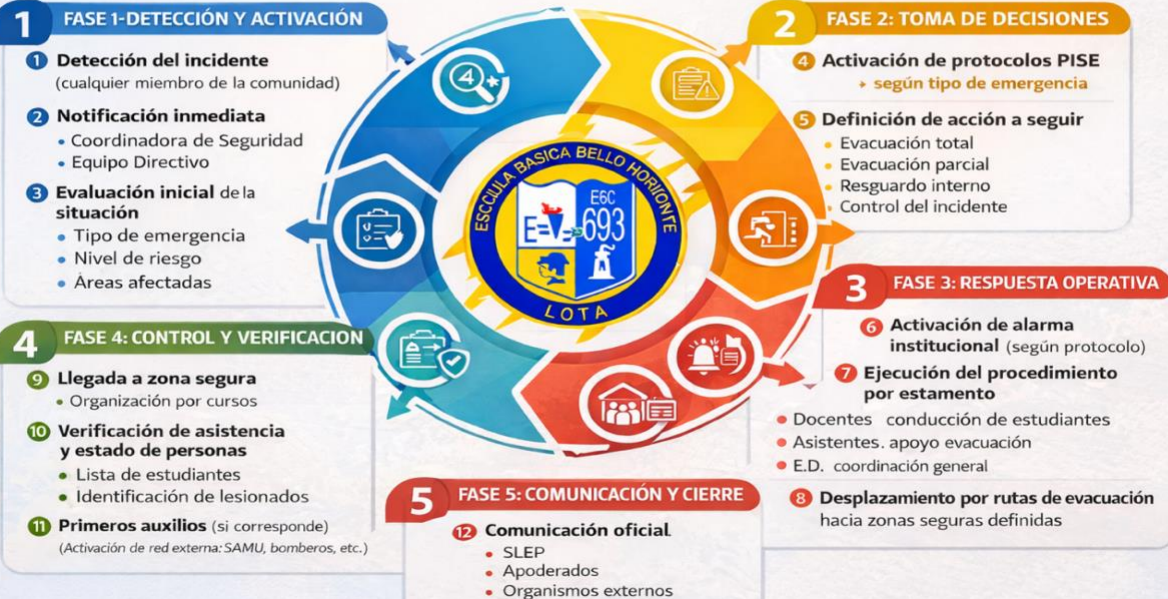 1 FASE 1-DETECCIÓN Y ACTIVACIÓN
1 Detección del incidente
(cualquier miembro de la comunidad)
2 Notificación inmediata
• Coordinadora de Seguridad
• Equipo Directivo
3 Evaluación inicial de la
situación
• Tipo de emergencia
• Nivel de riesgo
• Áreas afectadas
2 FASE 2: TOMA DE DECISIONES
4 Activación de protocolos PISE
según tipo de emergencia
5 Definición de acción a seguir
• Evacuación total
• Evacuación parcial
• Resguardo interno
• Control del incidente
4
ESCUELA BASICA BELLO HORIZONTE
E6C
693
E=
LOTA
3 FASE 3: RESPUESTA OPERATIVA
6 Activación de alarma
institucional (según protocolo)
7 Ejecución del procedimiento
por estamento
• Docentes conducción de estudiantes
• Asistentes. apoyo evacuación
• E.D. coordinación general
8 Desplazamiento por rutas de evacuación
hacia zonas seguras definidas
4 FASE 4: CONTROL Y VERIFICACION
9 Llegada a zona segura
• Organización por cursos
10 Verificación de asistencia
y estado de personas
• Lista de estudiantes
• Identificación de lesionados
11 Primeros auxilios (si corresponde)
(Activación de red externa: SAMU, bomberos, etc.)
5 FASE 5: COMUNICACIÓN Y CIERRE
12 Comunicación oficial.
• SLEP
• Apoderados
• Organismos externos